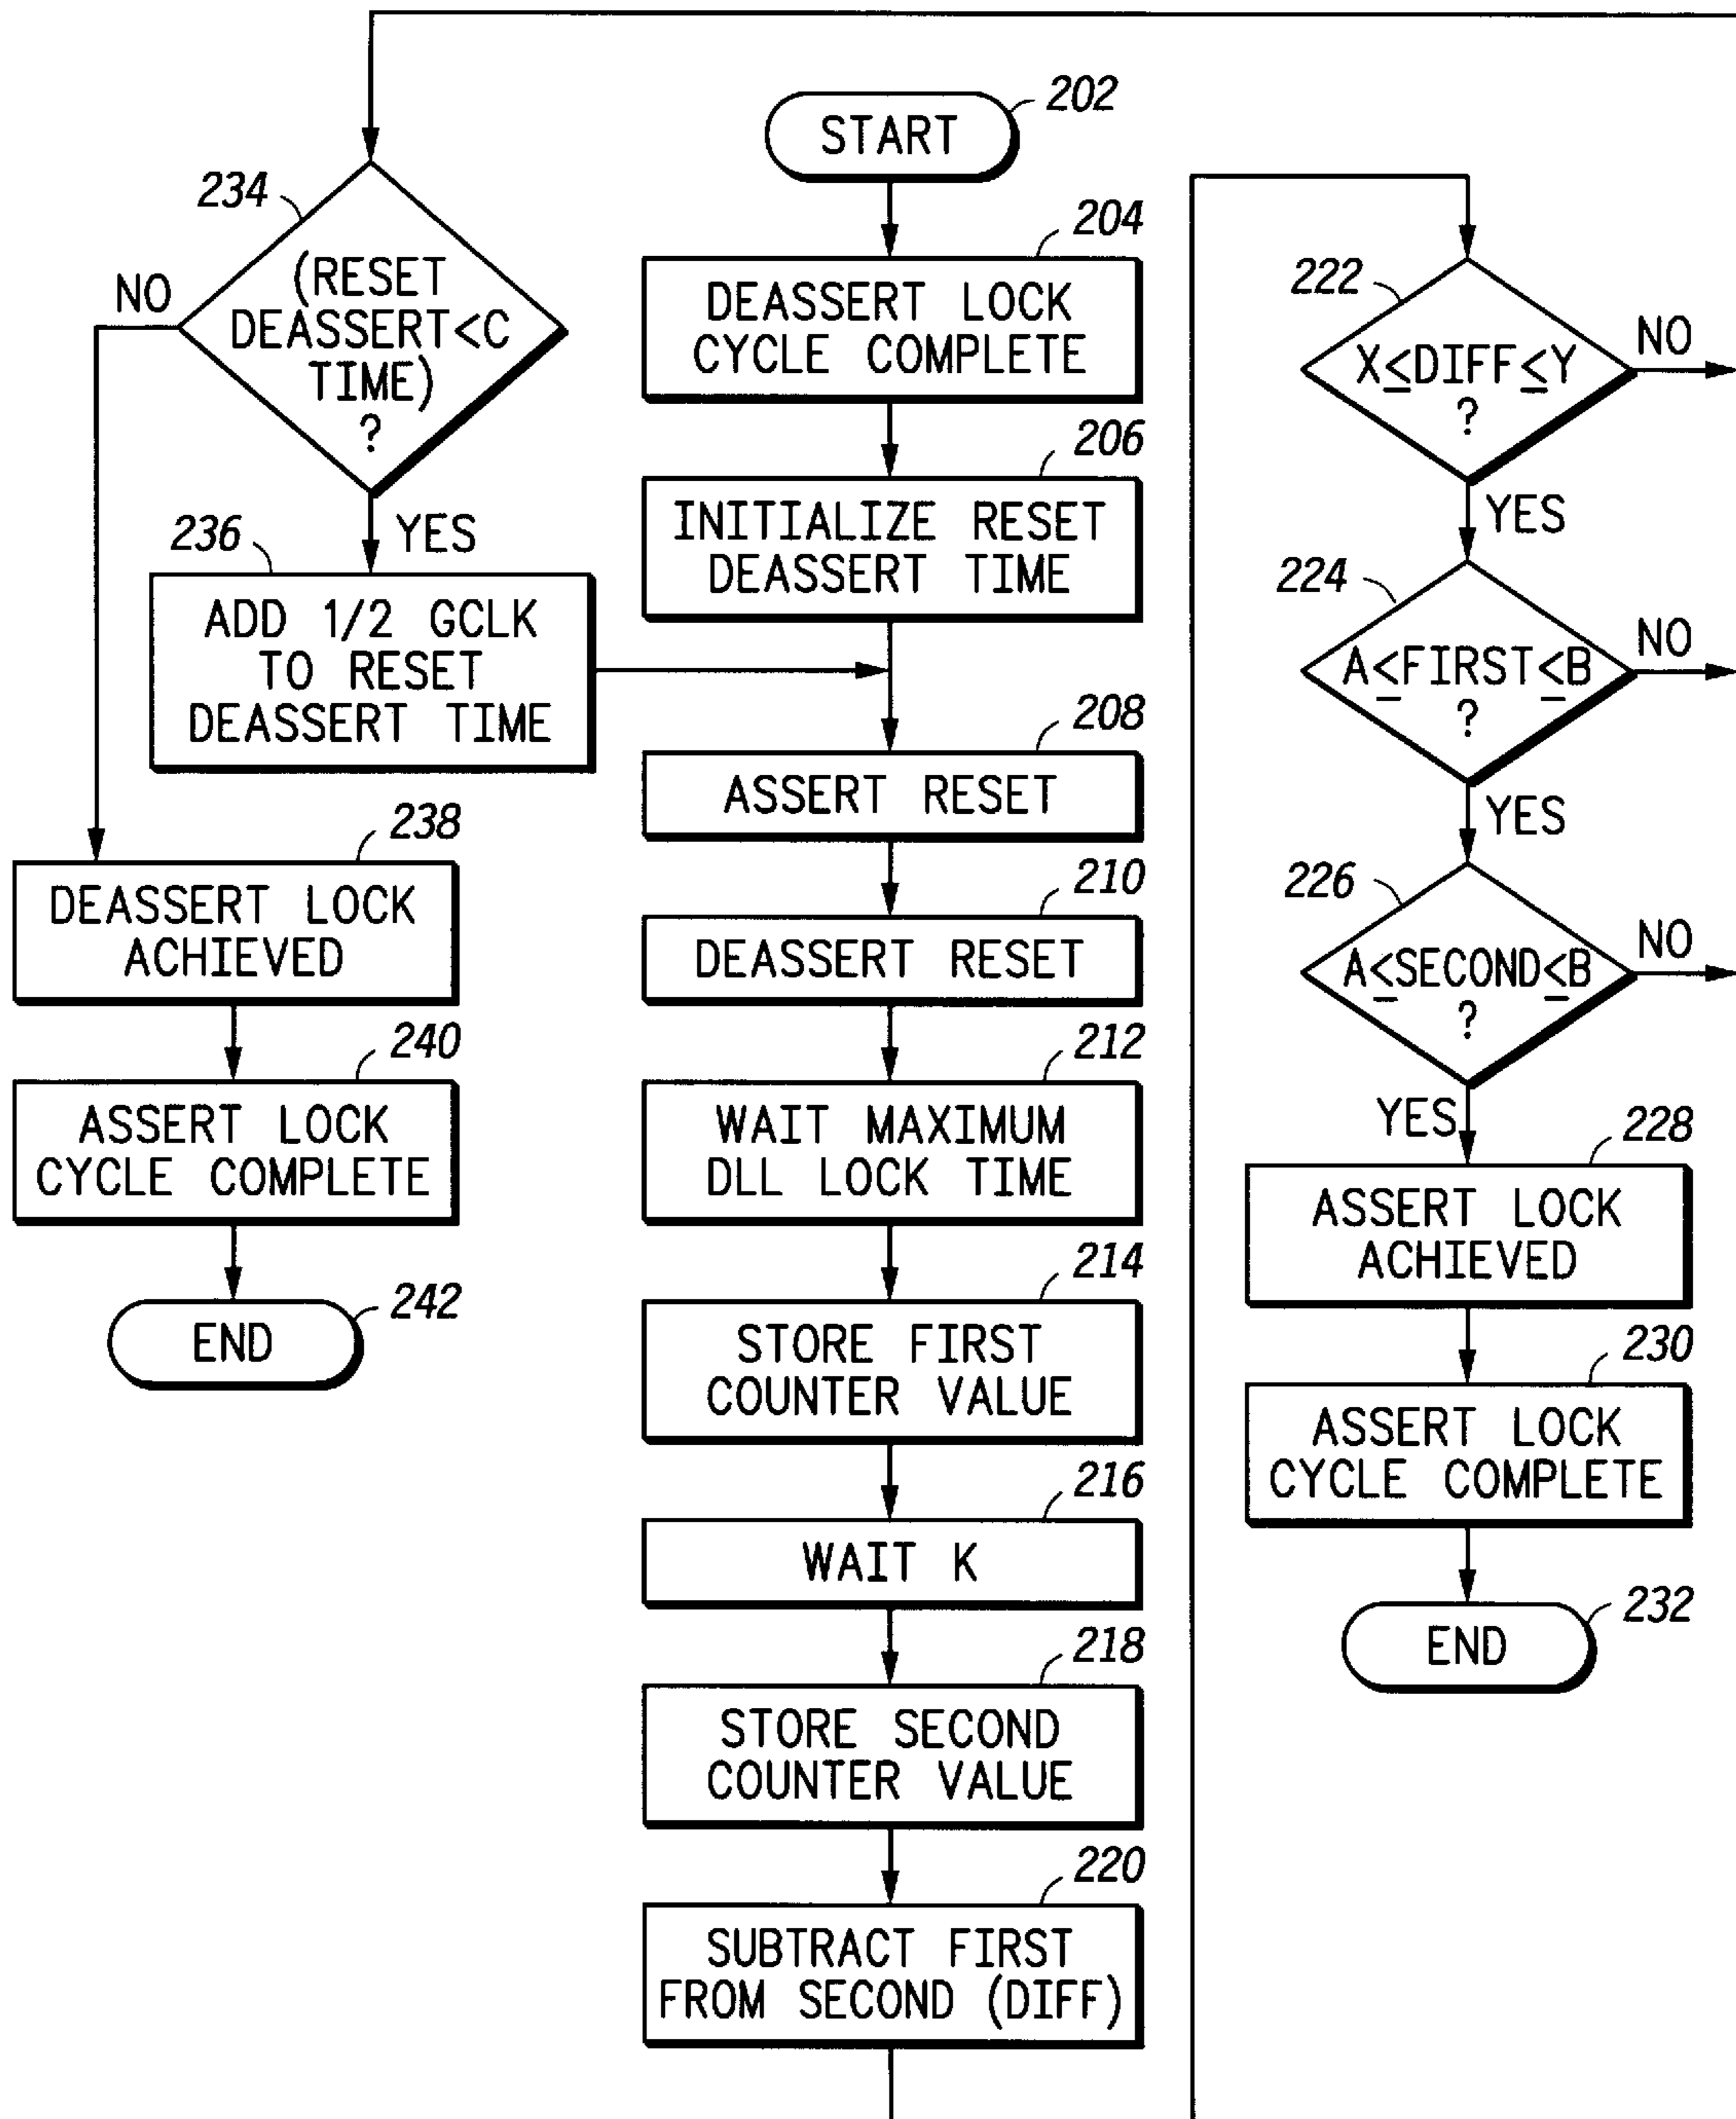 202
START
204
DEASSERT LOCK
CYCLE COMPLETE
206
INITIALIZE RESET
DEASSERT TIME
208
ASSERT RESET
210
DEASSERT RESET
212
WAIT MAXIMUM
DLL LOCK TIME
214
STORE FIRST
COUNTER VALUE
216
WAIT K
218
STORE SECOND
COUNTER VALUE
220
SUBTRACT FIRST
FROM SECOND (DIFF)
222
X≤DIFF≤Y
?
NO
YES
224
A≤FIRST≤B
?
NO
YES
226
A≤SECOND≤B
?
NO
YES
228
ASSERT LOCK
ACHIEVED
230
ASSERT LOCK
CYCLE COMPLETE
232
END
234
(RESET
DEASSERT<C
TIME)
?
NO
YES
236
ADD 1/2 GCLK
TO RESET
DEASSERT TIME
238
DEASSERT LOCK
ACHIEVED
240
ASSERT LOCK
CYCLE COMPLETE
242
END